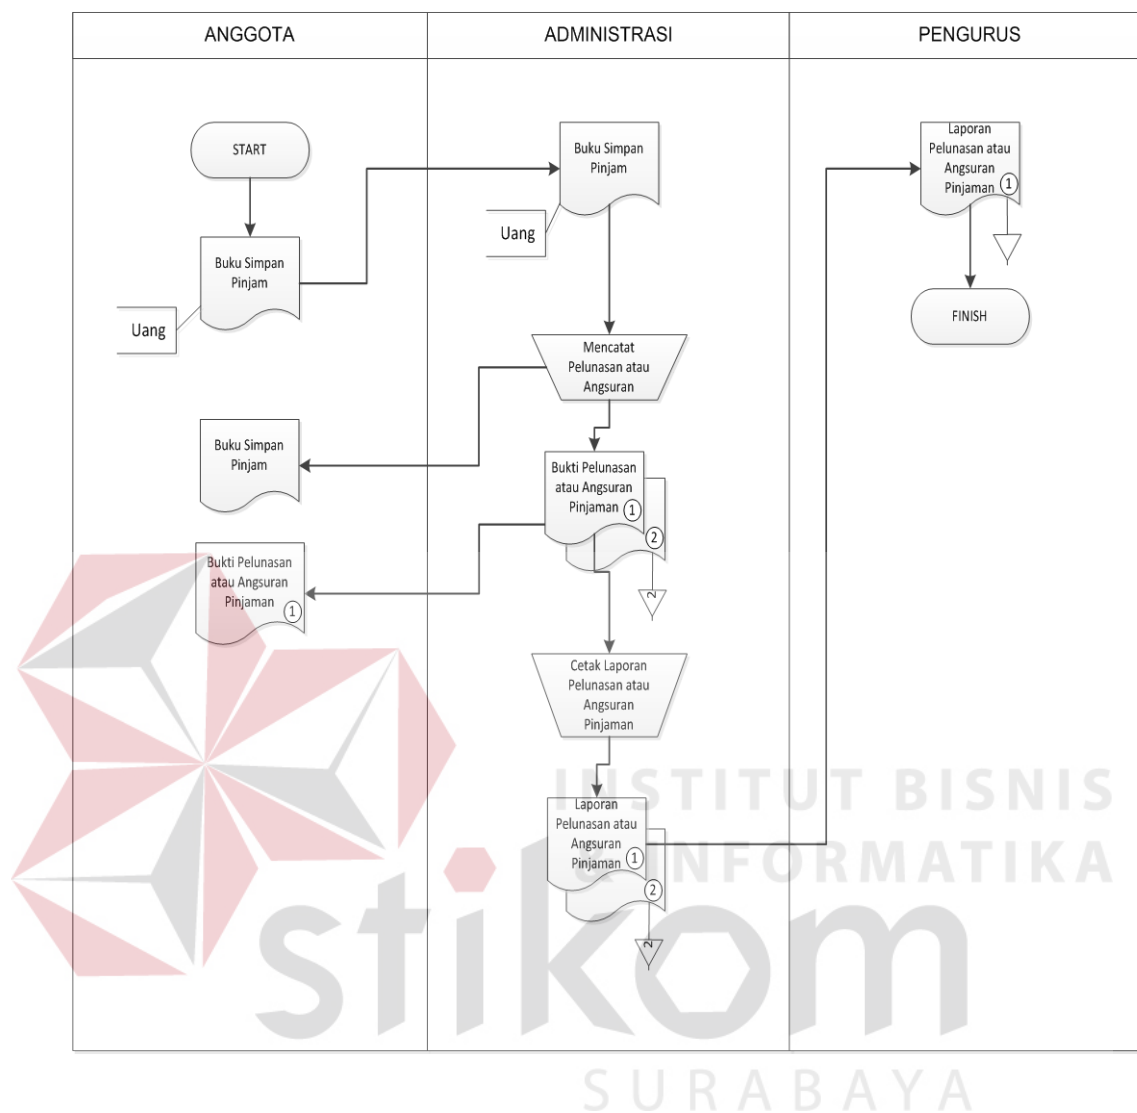 ANGGOTA
ADMINISTRASI
PENGURUS
START
Buku Simpan
Pinjam
Uang
Buku Simpan
Pinjam
Bukti Pelunasan
atau Angsuran
Pinjaman
1
Buku Simpan
Pinjam
Uang
Mencatat
Pelunasan atau
Angsuran
Bukti Pelunasan
atau Angsuran
Pinjaman
1
2
2
Cetak Laporan
Pelunasan atau
Angsuran
Pinjaman
Laporan
Pelunasan atau
Angsuran
Pinjaman
1
2
2
Laporan
Pelunasan atau
Angsuran
Pinjaman
1
FINISH
INSTITUT BISNIS
& INFORMATIKA
stikom
SURABAYA